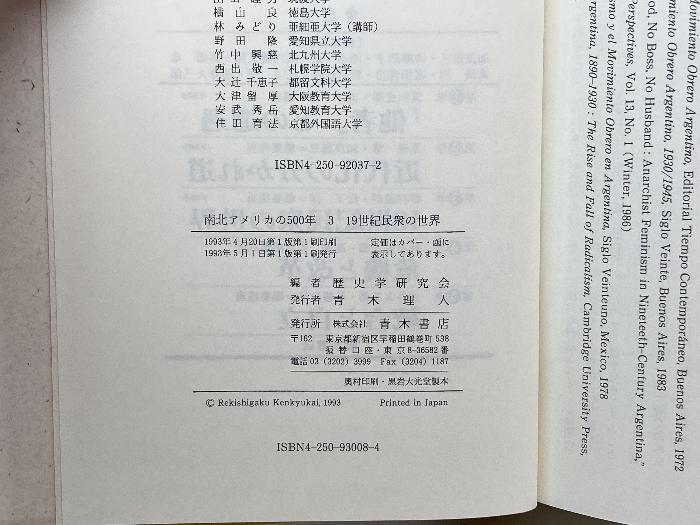 横山 良 徳島大学
林 みどり 亜細亜大学（講師）
野田 隆 愛知県立大学
竹中興慈 北九州大学
西出敬一 札幌学院大学
大辻千恵子 都留文科大学
大津留厚 大阪教育大学
安武秀岳 愛知教育大学
住田育法 京都外国語大学
ISBN4-250-92037-2
南北アメリカの500年 3 19世紀民衆の世界
1993年4月20日第1版第1刷印刷 定価はカバー・函に
1993年5月1日第1版第1刷発行 表示してあります。
編者 歴史学研究会
発行者 青木理人
発行所 株式会社 青木書店
〒162 東京都新宿区早稲田鶴巻町538
振替口座・東京8-36582番
電話03 (3202) 3999 Fax (3204) 1187
奥村印刷・黒岩大光堂製本
© Rekishigaku Kenkyukai, 1993 Printed in Japan
ISBN4-250-93008-4
Movimiento Obrero Argentino, Editorial Tiempo Contemporáneo, Buenos Aires, 1972
miento Obrero Argentino, 1930/1945, Siglo Veinte, Buenos Aires, 1983
od, No Boss, No Husband : Anarchist Feminism in Nineteeth-Century Argentina,"
Perspectives, Vol. 13, No. 1 (Winter, 1986)
smo y el Movimiento Obrero en Argentina, Siglo Veinteuno, Mexico, 1978
rgentina, 1890-1930 : The Rise and Fall of Radicalism, Cambridge University Press,